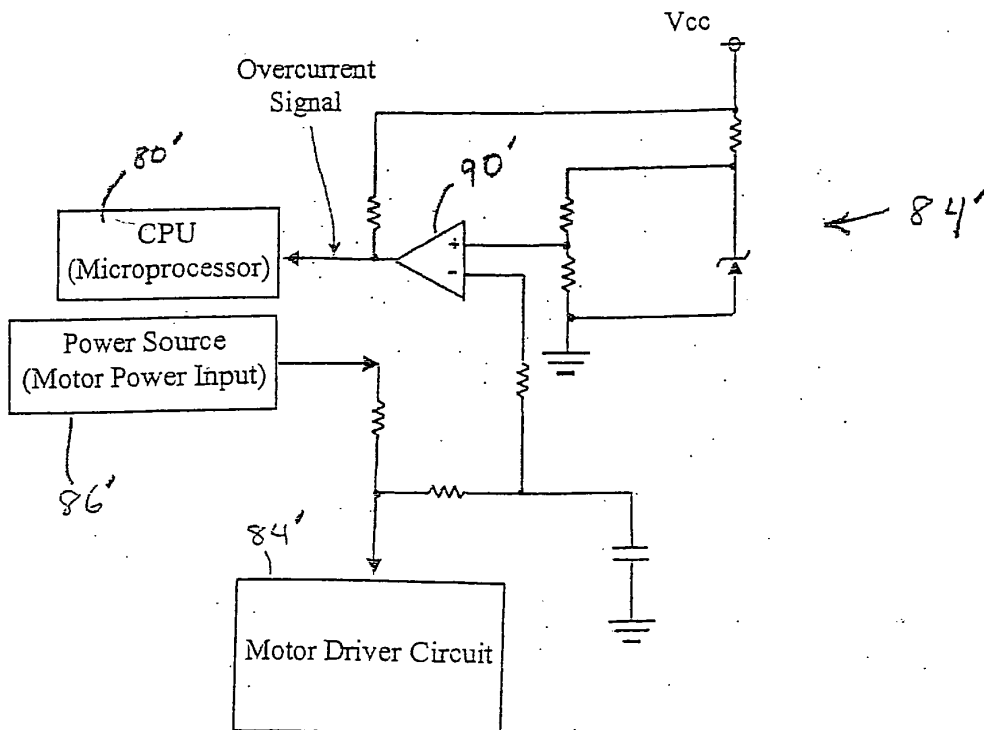 Vcc
Overcurrent
Signal
80'
90'
84'
CPU
(Microprocessor)
+
-
Power Source
(Motor Power Input)
86'
84'
Motor Driver Circuit